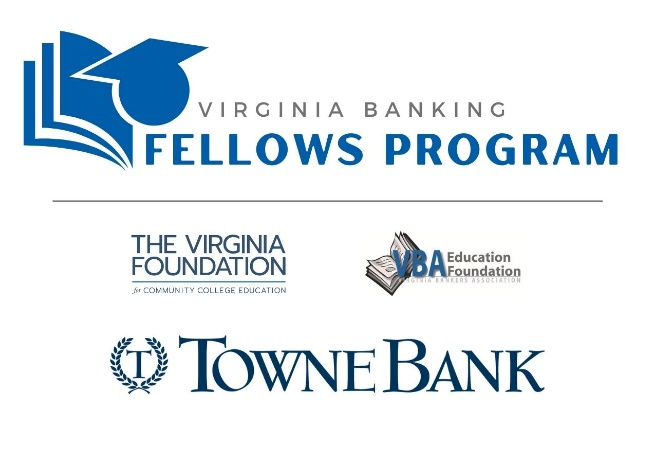 VIRGINIA BANKING
FELLOWS PROGRAM
THE VIRGINIA
FOUNDATION
for COMMUNITY COLLEGE EDUCATION
VBA Education
Foundation
VIRGINIA BANKERS ASSOCIATION
T TOWNEBANK